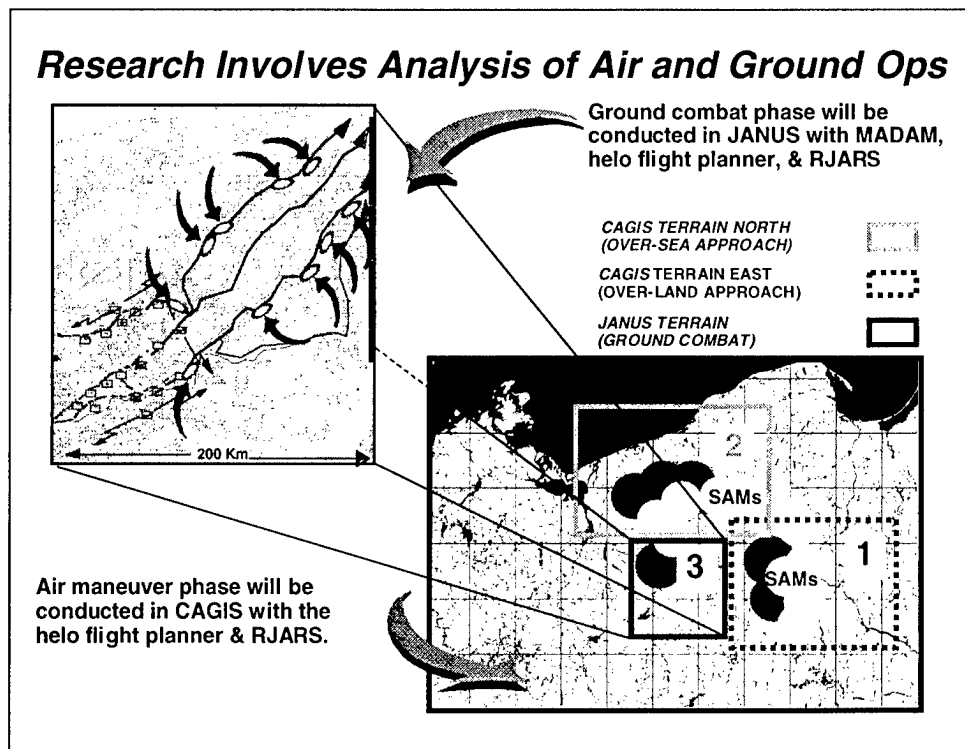 Research Involves Analysis of Air and Ground Ops
Ground combat phase will be
conducted in JANUS with MADAM,
helo flight planner, & RJARS
CAGIS TERRAIN NORTH
(OVER-SEA APPROACH)
CAGIS TERRAIN EAST
(OVER-LAND APPROACH)
JANUS TERRAIN
(GROUND COMBAT)
200 Km
2
SAMs
3
1
SAMs
Air maneuver phase will be
conducted in CAGIS with the
helo flight planner & RJARS.